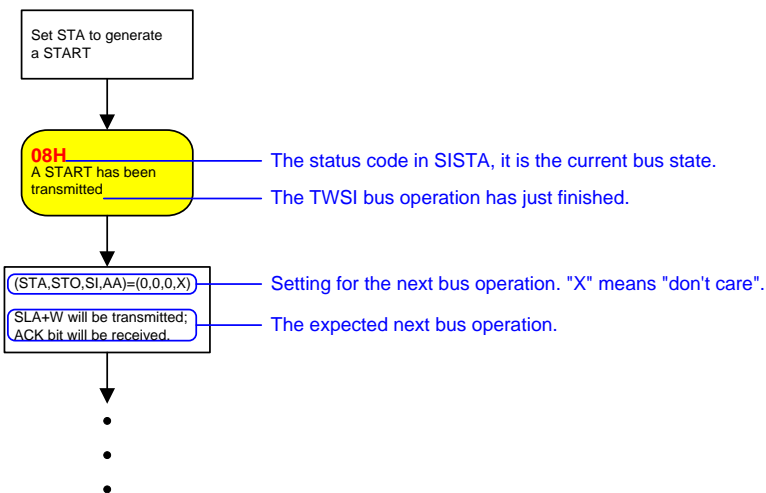 Set STA to generate
a START
08H
A START has been
transmitted
The status code in SISTA, it is the current bus state.
The TWSI bus operation has just finished.
(STA,STO,SI,AA)=(0,0,0,X)
Setting for the next bus operation. "X" means "don't care".
SLA+W will be transmitted;
ACK bit will be received.
The expected next bus operation.